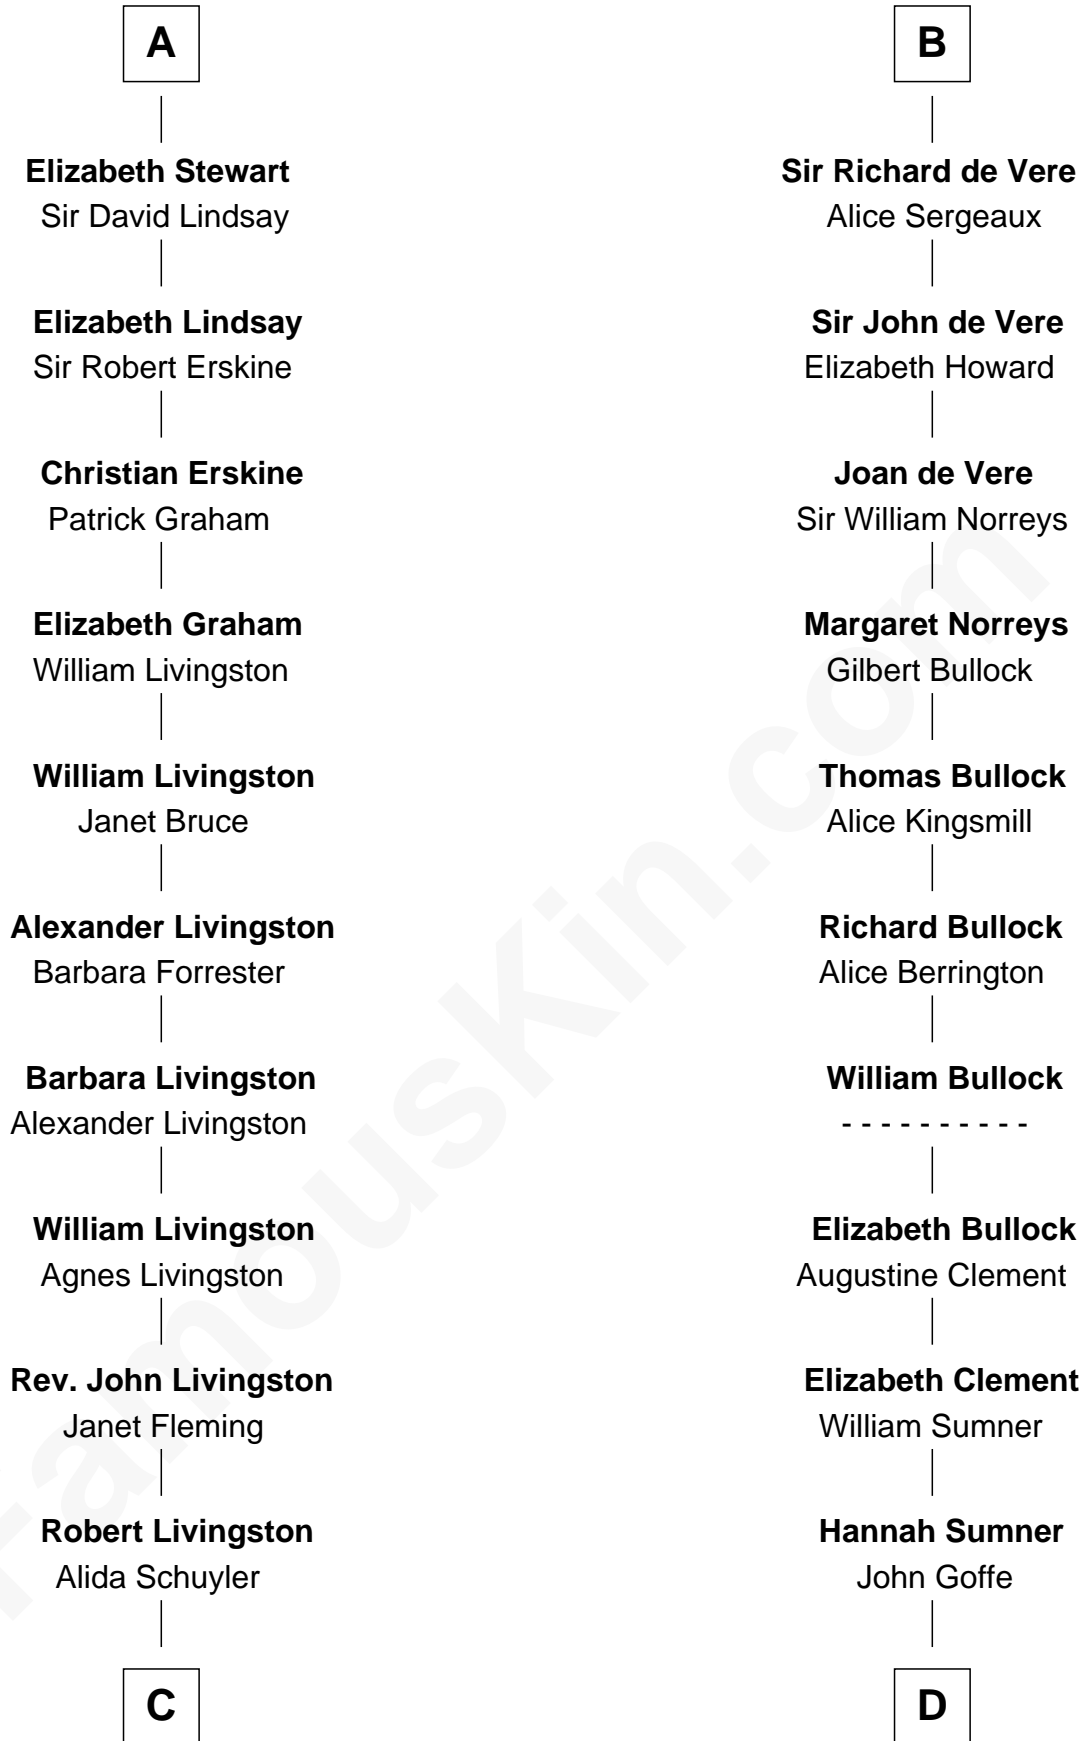 A
Elizabeth Stewart
Sir David Lindsay
Elizabeth Lindsay
Sir Robert Erskine
Christian Erskine
Patrick Graham
Elizabeth Graham
William Livingston
William Livingston
Janet Bruce
Alexander Livingston
Barbara Forrester
Barbara Livingston
Alexander Livingston
William Livingston
Agnes Livingston
Rev. John Livingston
Janet Fleming
Robert Livingston
Alida Schuyler
C
B
Sir Richard de Vere
Alice Sergeaux
Sir John de Vere
Elizabeth Howard
Joan de Vere
Sir William Norreys
Margaret Norreys
Gilbert Bullock
Thomas Bullock
Alice Kingsmill
Richard Bullock
Alice Berrington
William Bullock
- - - - - - - - - -
Elizabeth Bullock
Augustine Clement
Elizabeth Clement
William Sumner
Hannah Sumner
John Goffe
D
FamousKin.com